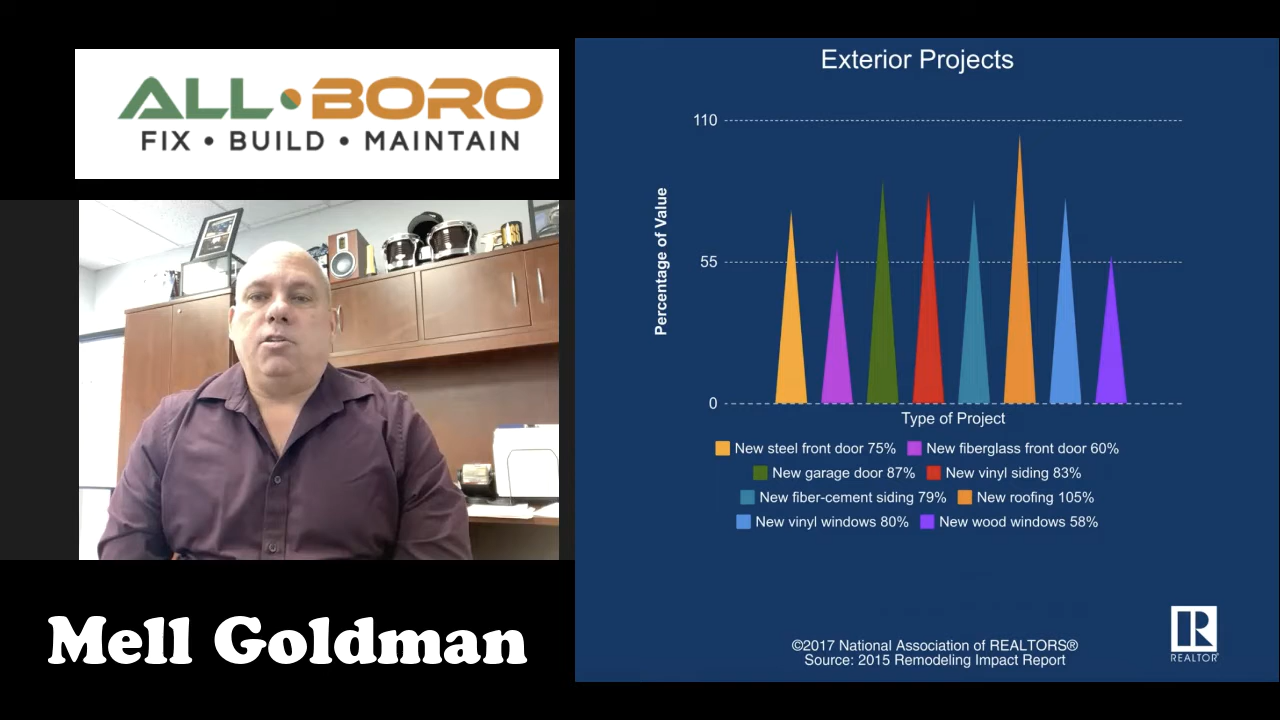 ALL BORO
FIX • BUILD • MAINTAIN
Mell Goldman
Exterior Projects
110
55
0
Percentage of Value
Type of Project
New steel front door 75% New fiberglass front door 60%
New garage door 87% New vinyl siding 83%
New fiber-cement siding 79% New roofing 105%
New vinyl windows 80% New wood windows 58%
©2017 National Association of REALTORS®
Source: 2015 Remodeling Impact Report
R
REALTOR®